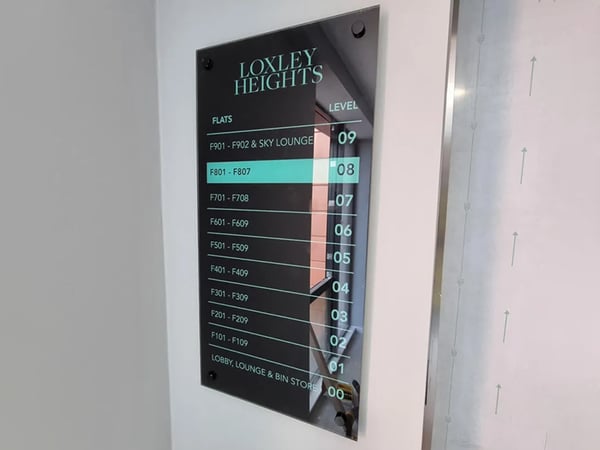 LOXLEY
HEIGHTS
FLATS LEVEL
F901 - F902 & SKY LOUNGE 09
F801 - F807 08
F701 - F708 07
F601 - F609 06
F501 - F509 05
F401 - F409 04
F301 - F309 03
F201 - F209 02
F101 - F109 01
LOBBY, LOUNGE & BIN STORE 00